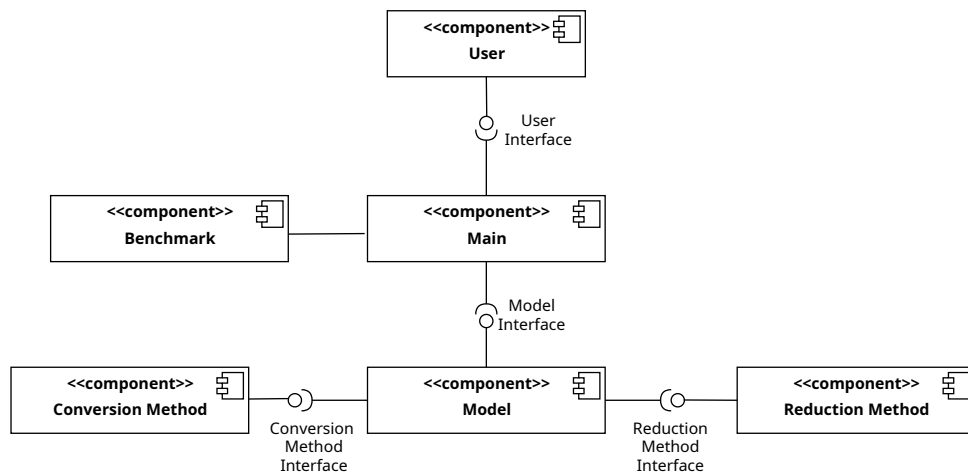 <<component>>
User
User
Interface
<<component>>
Benchmark
<<component>>
Main
Model
Interface
<<component>>
Conversion Method
<<component>>
Model
<<component>>
Reduction Method
Conversion
Method
Interface
Reduction
Method
Interface